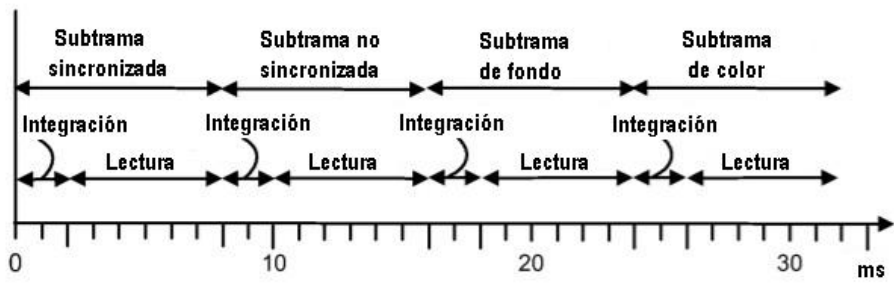 Subtrama sincronizada
Subtrama no sincronizada
Subtrama de fondo
Subtrama de color
Integración
Integración
Integración
Integración
Lectura
Lectura
Lectura
Lectura
0
10
20
30
ms